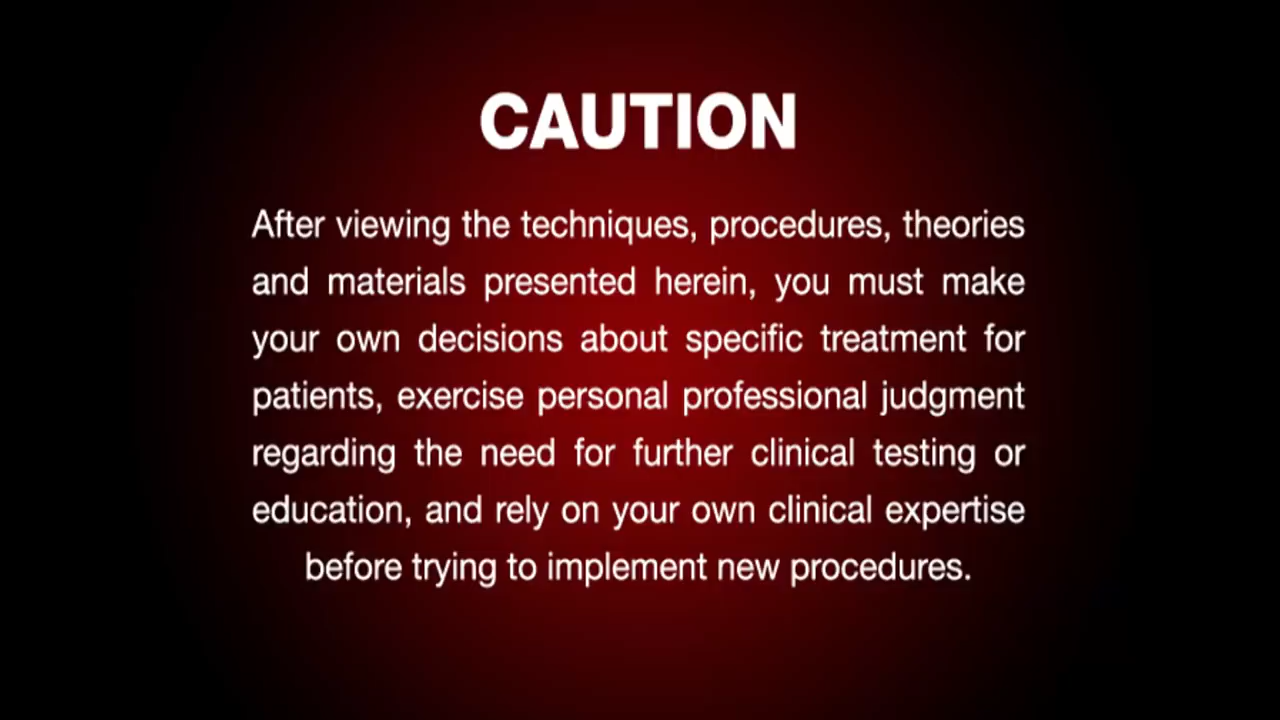 CAUTION
After viewing the techniques, procedures, theories
and materials presented herein, you must make
your own decisions about specific treatment for
patients, exercise personal professional judgment
regarding the need for further clinical testing or
education, and rely on your own clinical expertise
before trying to implement new procedures.